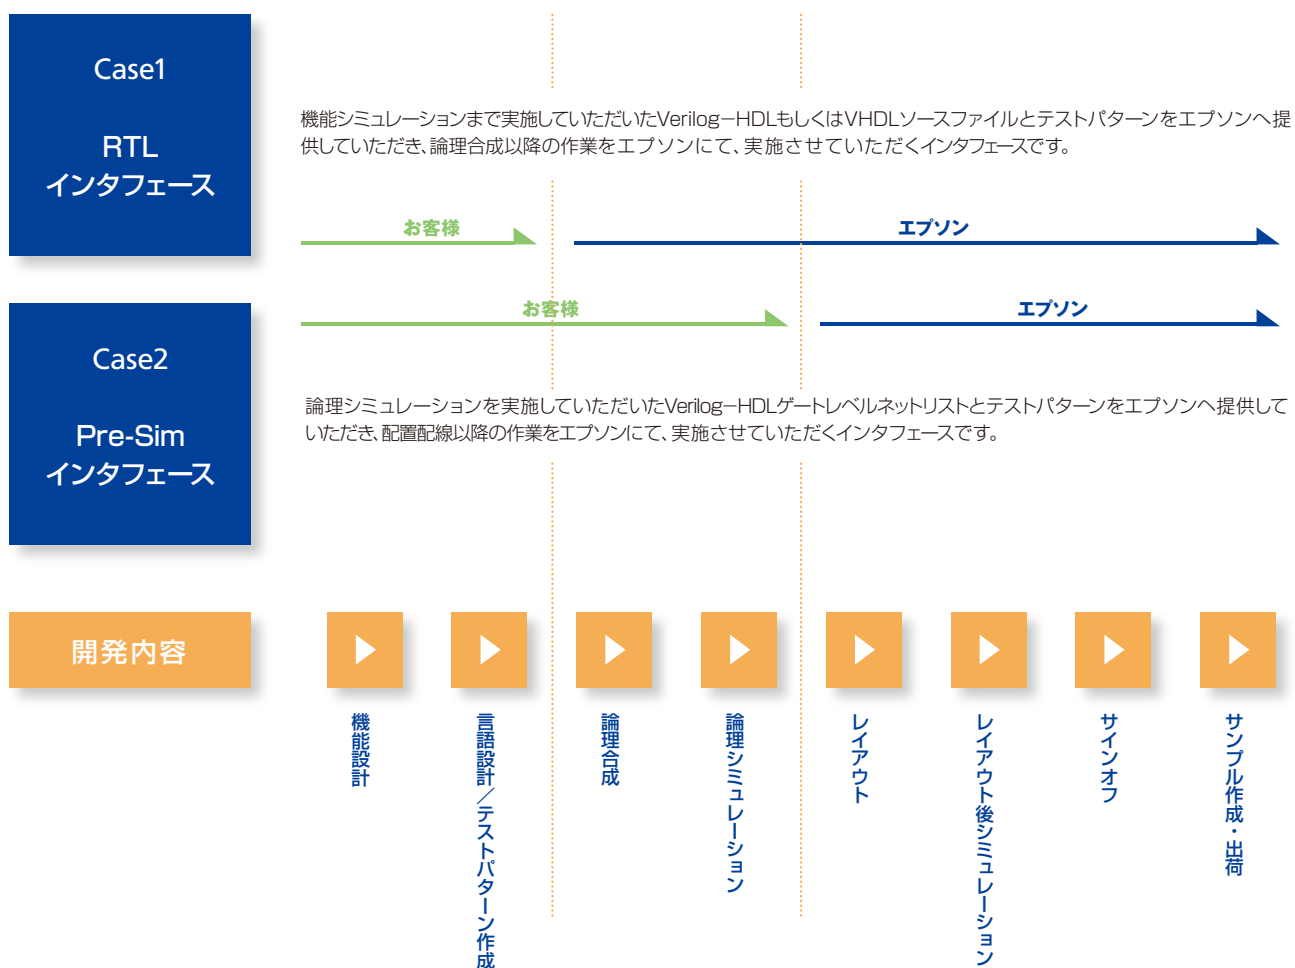 Case1
RTL
インタフェース
機能シミュレーションまで実施していただいたVerilog−HDLもしくはVHDLソースファイルとテストパターンをエプソンへ提
供していただき、論理合成以降の作業をエプソンにて、実施させていただくインタフェースです。
お客様
エプソン
お客様
エプソン
Case2
Pre-Sim
インタフェース
論理シミュレーションを実施していただいたVerilog−HDLゲートレベルネットリストとテストパターンをエプソンへ提供して
いただき、配置配線以降の作業をエプソンにて、実施させていただくインタフェースです。
開発内容
機能設計
言語設計／テストパターン作成
論理合成
論理シミュレーション
レイアウト
レイアウト後シミュレーション
サインオフ
サンプル作成・出荷